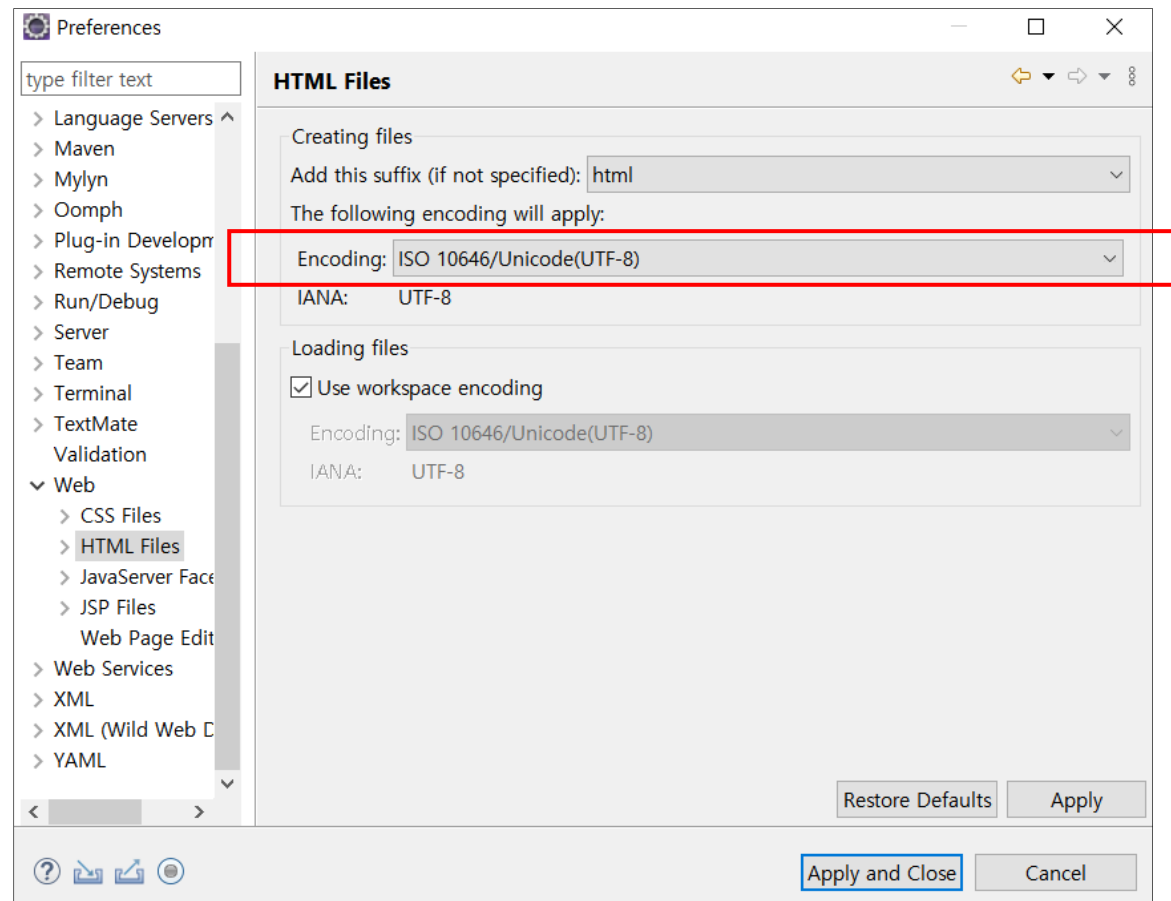 Preferences
type filter text
Language Servers
Maven
Mylyn
Oomph
Plug-in Developm
Remote Systems
Run/Debug
Server
Team
Terminal
TextMate
Validation
Web
CSS Files
HTML Files
JavaServer Face
JSP Files
Web Page Edit
Web Services
XML
XML (Wild Web D
YAML
HTML Files
Creating files
Add this suffix (if not specified): html
The following encoding will apply:
Encoding: ISO 10646/Unicode(UTF-8)
IANA: UTF-8
Loading files
Use workspace encoding
Encoding: ISO 10646/Unicode(UTF-8)
IANA: UTF-8
Restore Defaults Apply
Apply and Close Cancel